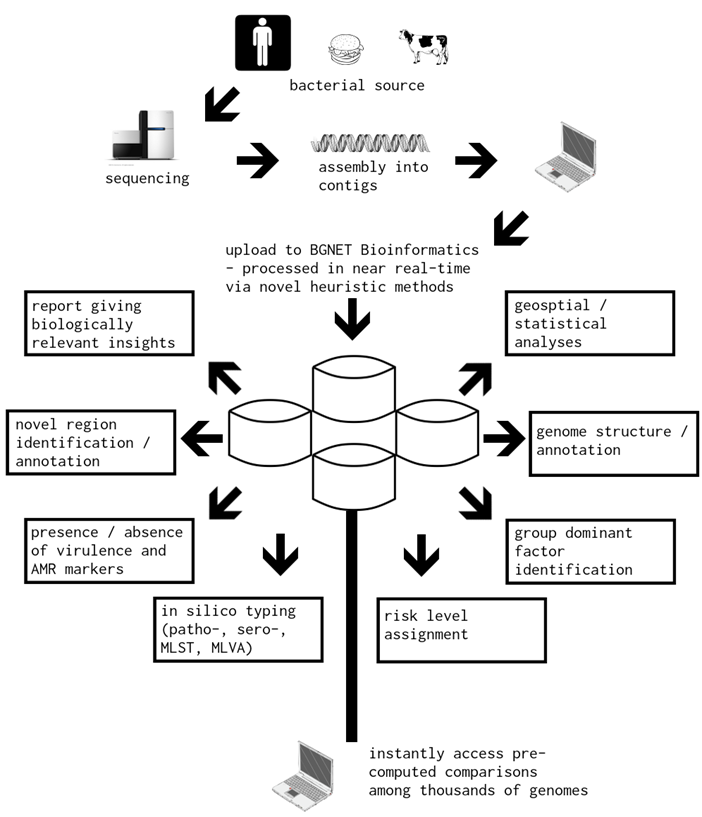 bacterial source
sequencing
assembly into
contigs
upload to BGNET Bioinformatics
- processed in near real-time
via novel heuristic methods
report giving
biologically
relevant insights
geosptial /
statistical
analyses
novel region
identification /
annotation
genome structure /
annotation
presence / absence
of virulence and
AMR markers
group dominant
factor
identification
in silico typing
(patho-, sero-,
MLST, MLVA)
risk level
assignment
instantly access pre-
computed comparisons
among thousands of genomes